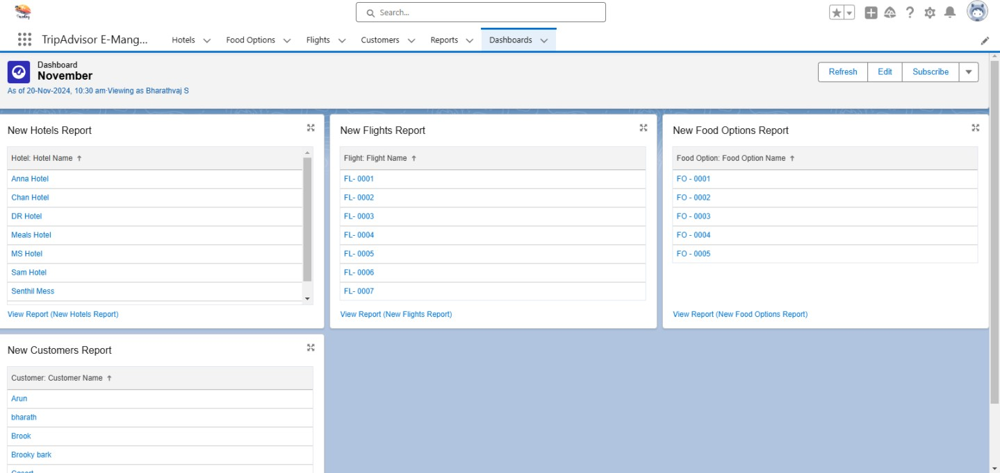 Search...
TripAdvisor E-Mang...
Hotels
Food Options
Flights
Customers
Reports
Dashboards
Dashboard
November
As of 20-Nov-2024, 10:30 am·Viewing as Bharathvaj S
Refresh
Edit
Subscribe
New Hotels Report
Hotel: Hotel Name ↑
Anna Hotel
Chan Hotel
DR Hotel
Meals Hotel
MS Hotel
Sam Hotel
Senthil Mess
View Report (New Hotels Report)
New Flights Report
Flight: Flight Name ↑
FL- 0001
FL- 0002
FL- 0003
FL- 0004
FL- 0005
FL- 0006
FL- 0007
View Report (New Flights Report)
New Food Options Report
Food Option: Food Option Name ↑
FO - 0001
FO - 0002
FO - 0003
FO - 0004
FO - 0005
View Report (New Food Options Report)
New Customers Report
Customer: Customer Name ↑
Arun
bharath
Brook
Brooky bark